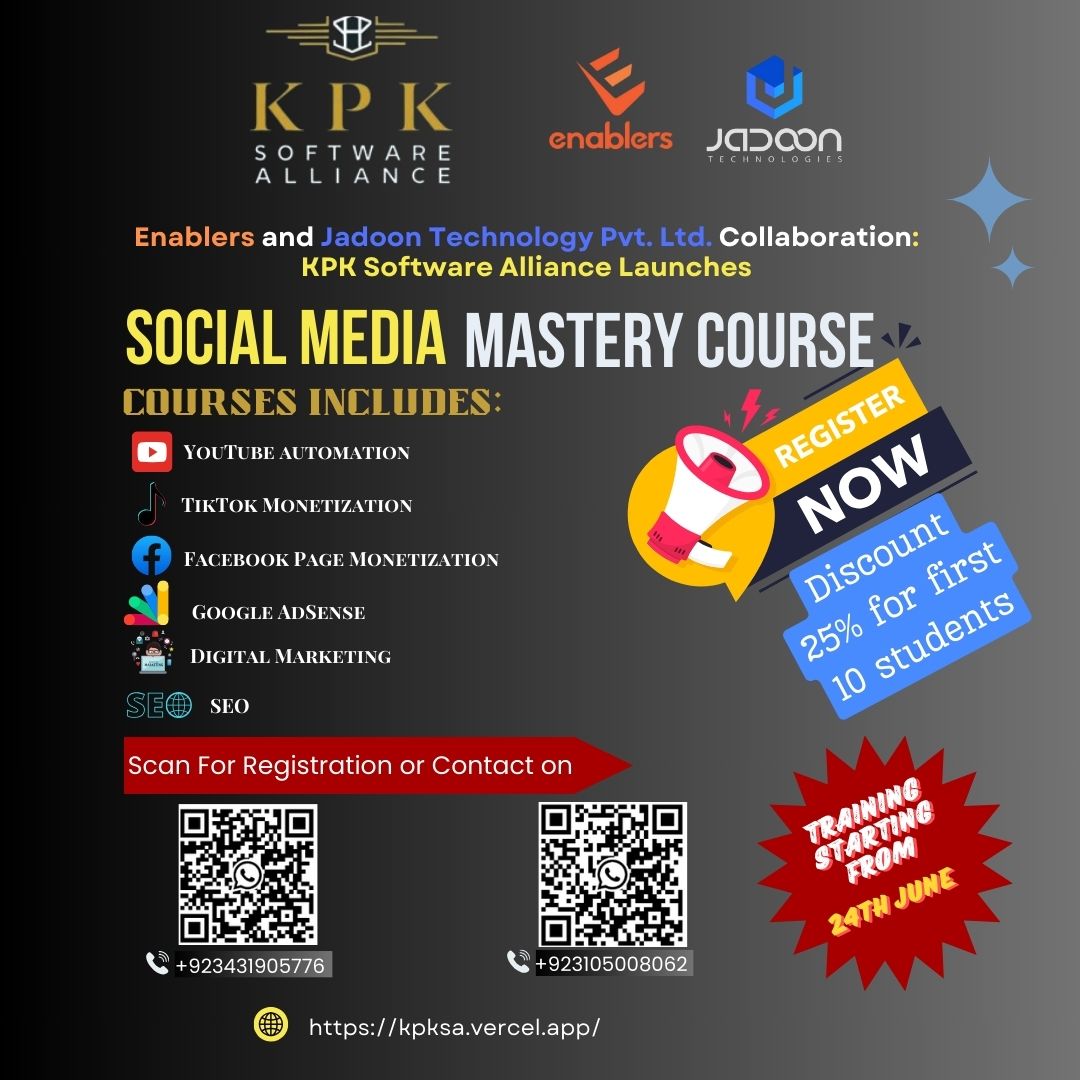 KPK
SOFTWARE
ALLIANCE
enablers
JADOON
TECHNOLOGIES
Enablers and Jadoon Technology Pvt. Ltd. Collaboration:
KPK Software Alliance Launches
SOCIAL MEDIA MASTERY COURSE
COURSES INCLUDES:
YouTube automation
TikTok Monetization
Facebook Page Monetization
Google AdSense
Digital Marketing
SEO SEO
REGISTER
NOW
Discount
25% for first
10 students
Scan For Registration or Contact on
TRAINING
STARTING
FROM
24TH JUNE
+923431905776
+923105008062
https://kpksa.vercel.app/